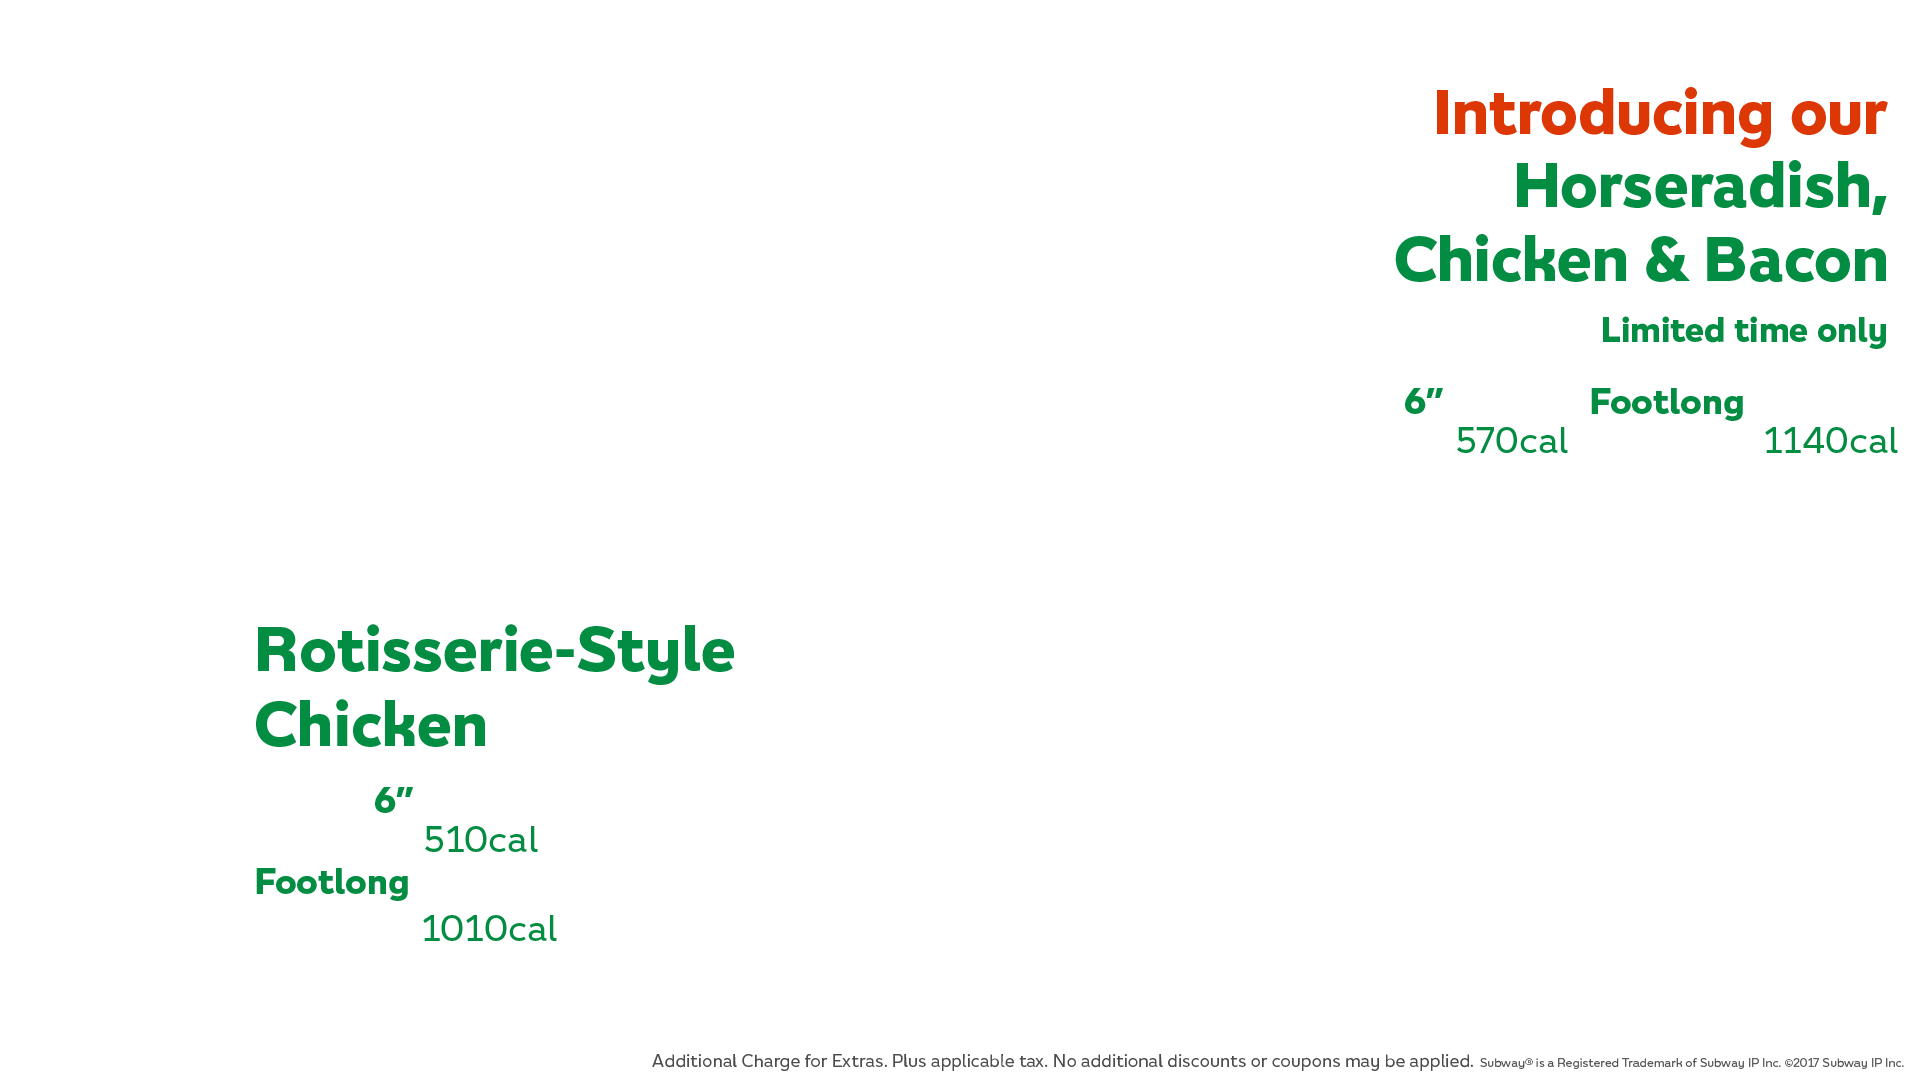 Introducing our
Horseradish,
Chicken & Bacon
Limited time only
6" Footlong
570cal 1140cal
Rotisserie-Style
Chicken
6"
510cal
Footlong
1010cal
Additional Charge for Extras. Plus applicable tax. No additional discounts or coupons may be applied. Subway® is a Registered Trademark of Subway IP Inc. ©2017 Subway IP Inc.